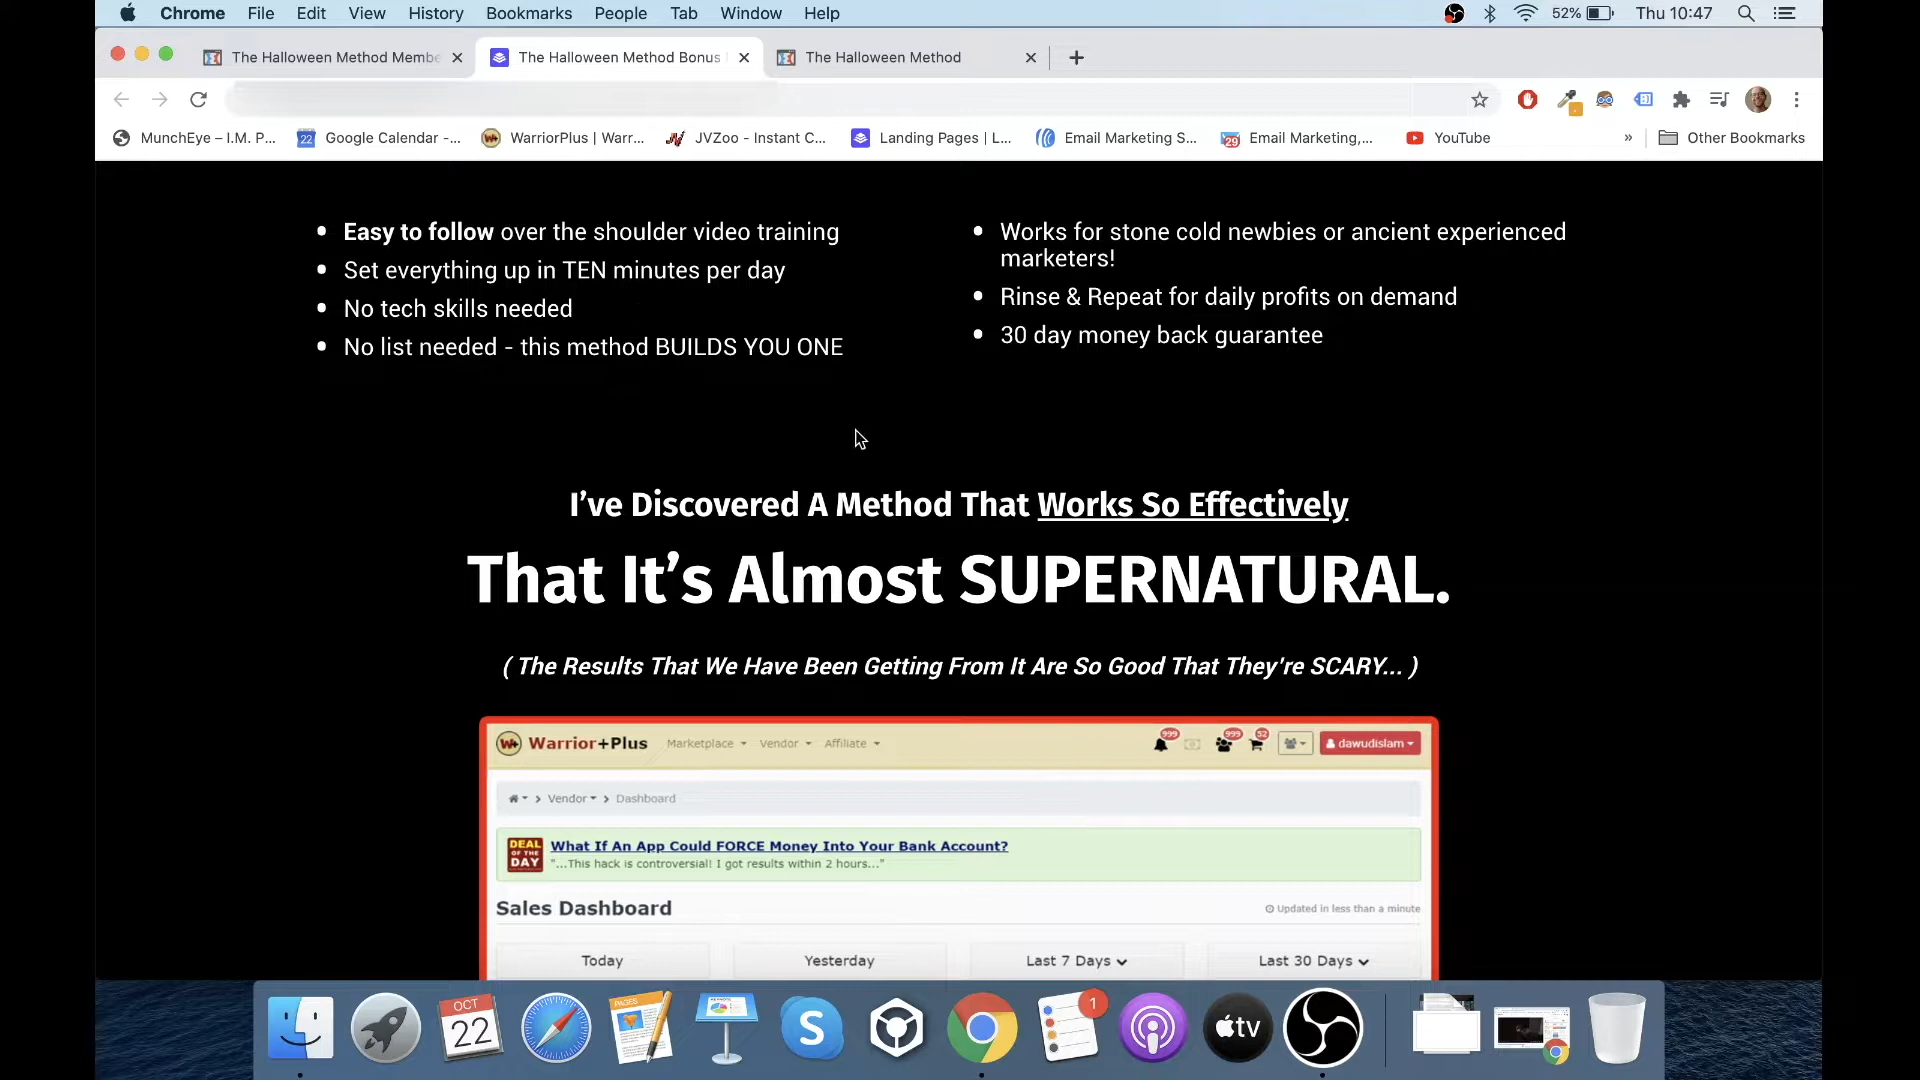 Chrome File Edit View History Bookmarks People Tab Window Help 52% Thu 10:47
The Halloween Method Membe The Halloween Method Bonus The Halloween Method
MunchEye – I.M. P... Google Calendar -... WarriorPlus | Warr... JVZoo - Instant C... Landing Pages | L... Email Marketing S... Email Marketing,... YouTube » Other Bookmarks
Easy to follow over the shoulder video training
Set everything up in TEN minutes per day
No tech skills needed
No list needed - this method BUILDS YOU ONE
Works for stone cold newbies or ancient experienced
marketers!
Rinse & Repeat for daily profits on demand
30 day money back guarantee
I’ve Discovered A Method That Works So Effectively
That It’s Almost SUPERNATURAL.
( The Results That We Have Been Getting From It Are So Good That They're SCARY... )
W+ Warrior+Plus Marketplace Vendor Affiliate 999 999 52 dawudislam
Vendor > Dashboard
DEAL OF THE DAY
What If An App Could FORCE Money Into Your Bank Account?
"...This hack is controversial! I got results within 2 hours..."
Sales Dashboard
Updated in less than a minute
Today Yesterday Last 7 Days Last 30 Days
OCT
22
PAGES
1
tv